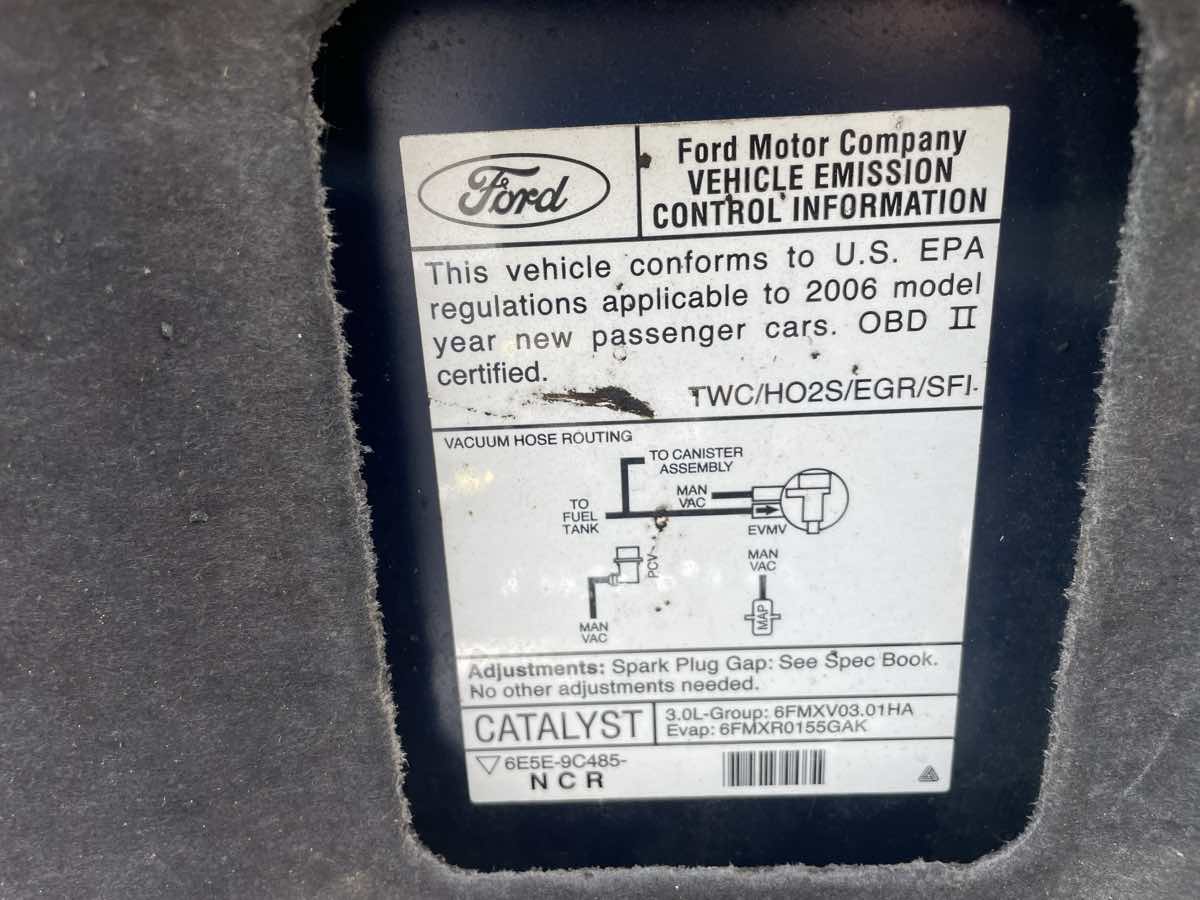 Ford
Ford Motor Company
VEHICLE EMISSION
CONTROL INFORMATION
This vehicle conforms to U.S. EPA
regulations applicable to 2006 model
year new passenger cars. OBD II
certified.
TWC/HO2S/EGR/SFI.
VACUUM HOSE ROUTING
TO CANISTER
ASSEMBLY
MAN
VAC
TO
FUEL
TANK
EVMV
PCV
MAN
VAC
MAN
VAC
MAP
Adjustments: Spark Plug Gap: See Spec Book.
No other adjustments needed.
CATALYST
3.0L-Group: 6FMXV03.01HA
Evap: 6FMXR0155GAK
6E5E-9C485-
NCR